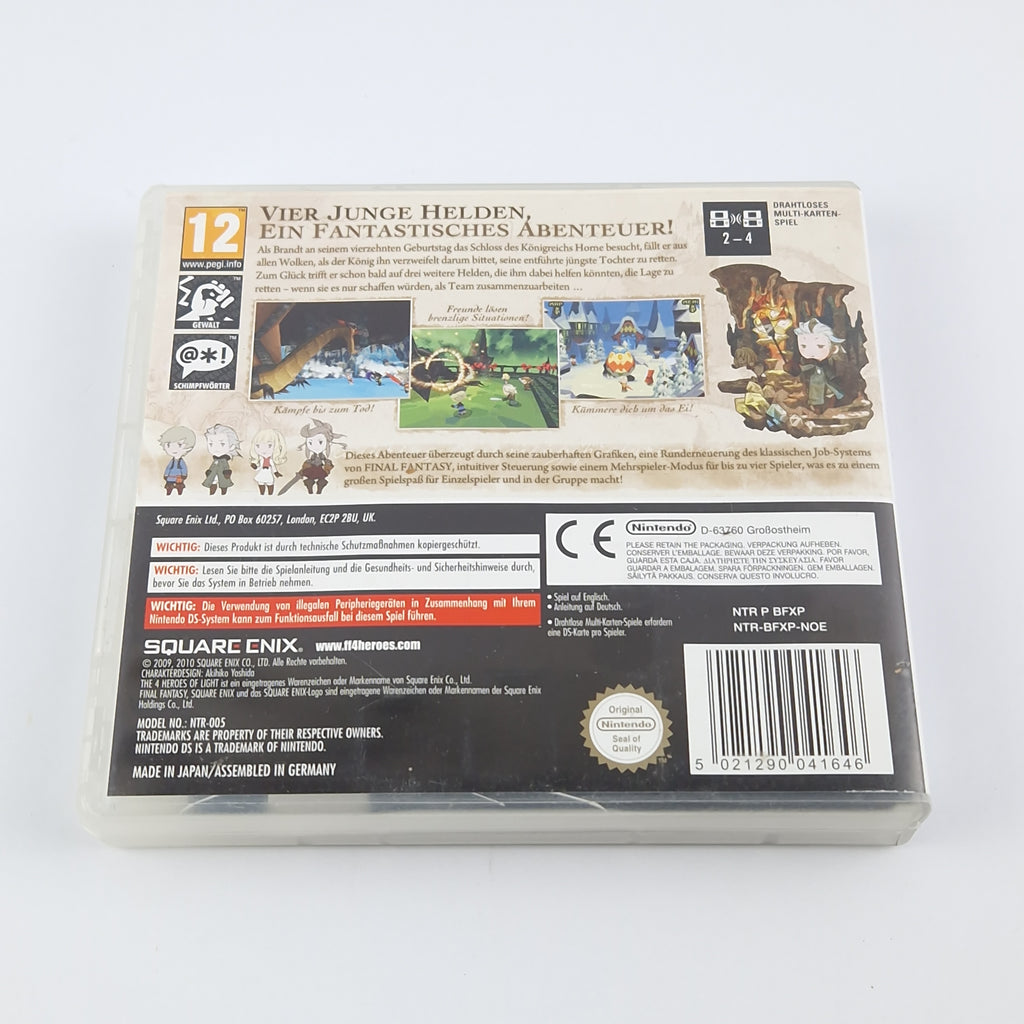 12
www.pegi.info
GEWALT
@*!
SCHIMPFWÖRTER
VIER JUNGE HELDEN,
EIN FANTASTISCHES ABENTEUER!
Als Brandt an seinem vierzehnten Geburtstag das Schloss des Königreichs Horne besucht, fällt er aus
allen Wolken, als der König ihn verzweifelt darum bittet, seine entführte jüngste Tochter zu retten.
Zum Glück trifft er schon bald auf drei weitere Helden, die ihm dabei helfen könnten, die Lage zu
retten – wenn sie es nur schaffen würden, als Team zusammenzuarbeiten ...
2 – 4
DRAHTLOSES
MULTI-KARTEN-
SPIEL
Freunde lösen
brenzlige Situationen!
Kämpfe bis zum Tod!
Kümmere dich um das Ei!
Dieses Abenteuer überzeugt durch seine zauberhaften Grafiken, eine Runderneuerung des klassischen Job-Systems
von FINAL FANTASY, intuitiver Steuerung sowie einem Mehrspieler-Modus für bis zu vier Spieler, was es zu einem
großen Spielspaß für Einzelspieler und in der Gruppe macht!
Square Enix Ltd., PO Box 60257, London, EC2P 2BU, UK.
WICHTIG: Dieses Produkt ist durch technische Schutzmaßnahmen kopiergeschützt.
WICHTIG: Lesen Sie bitte die Spielanleitung und die Gesundheits- und Sicherheitshinweise durch,
bevor Sie das System in Betrieb nehmen.
WICHTIG: Die Verwendung von illegalen Peripheriegeräten in Zusammenhang mit Ihrem
Nintendo DS-System kann zum Funktionsausfall bei diesem Spiel führen.
SQUARE ENIX. www.ff4heroes.com
© 2009, 2010 SQUARE ENIX CO., LTD. Alle Rechte vorbehalten.
CHARAKTERDESIGN: Akihiko Yoshida
THE 4 HEROES OF LIGHT ist ein eingetragenes Warenzeichen oder Markenname von Square Enix Co., Ltd.
FINAL FANTASY, SQUARE ENIX und das SQUARE ENIX-Logo sind eingetragene Warenzeichen oder Markennamen der Square Enix
Holdings Co., Ltd.
MODEL NO.: NTR-005
TRADEMARKS ARE PROPERTY OF THEIR RESPECTIVE OWNERS.
NINTENDO DS IS A TRADEMARK OF NINTENDO.
MADE IN JAPAN/ASSEMBLED IN GERMANY
CE Nintendo D-63760 Großostheim
PLEASE RETAIN THE PACKAGING. VERPACKUNG AUFHEBEN.
CONSERVER L'EMBALLAGE. BEWAAR DEZE VERPAKKING. POR FAVOR,
GUARDA ESTA CAJA. ΔΙΑΤΗΡΗΣΤΕ ΤΗΝ ΣΥΣΚΕΥΑΣΙΑ. FAVOR
GUARDAR A EMBALAGEM. SPARA FÖRPACKNINGEN. GEM EMBALLAGEN.
SÄILYTÄ PAKKAUS. CONSERVA QUESTO INVOLUCRO.
• Spiel auf Englisch.
• Anleitung auf Deutsch.
• Drahtlose Multi-Karten-Spiele erfordern
eine DS-Karte pro Spieler.
NTR P BFXP
NTR-BFXP-NOE
Original
Nintendo
Seal of
Quality
5 021290 041646